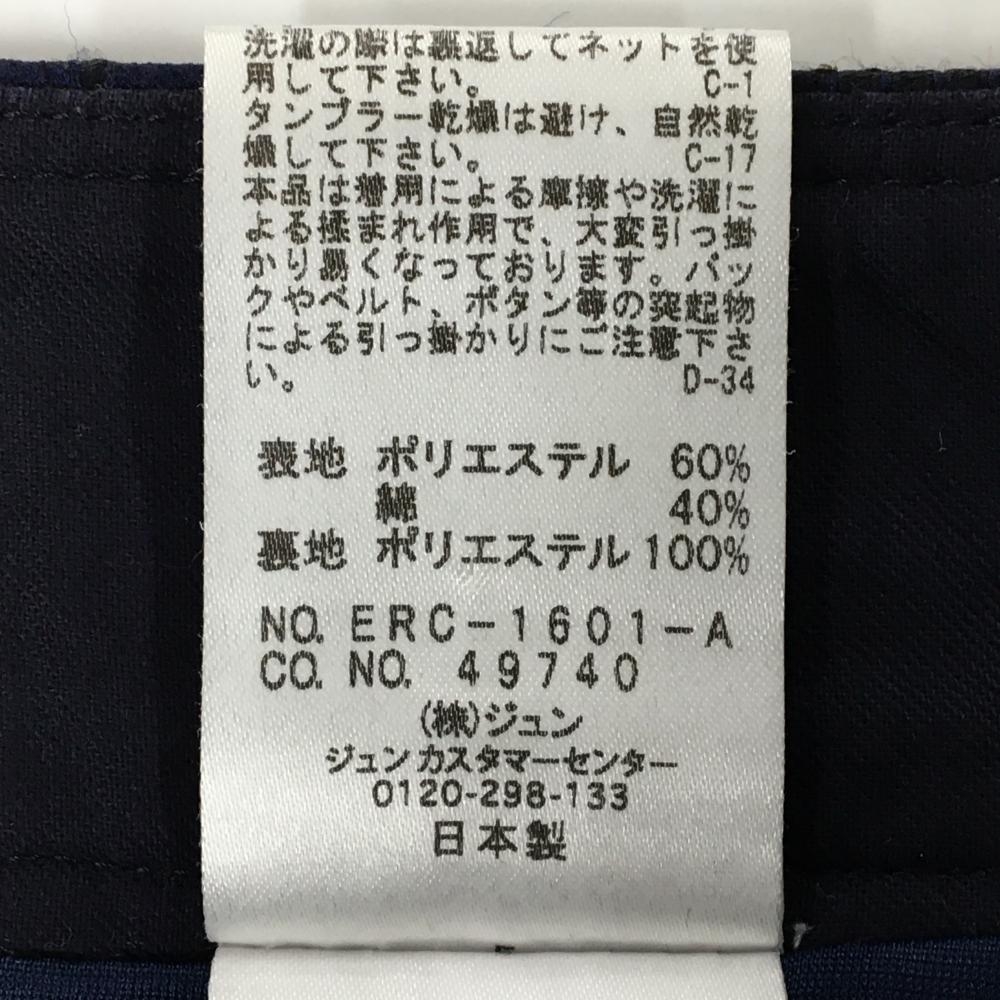 洗濯の際は裏返してネットを使
用して下さい。 C-1
タンブラー乾燥は避け、自然乾
燥して下さい。 C-17
本品は着用による摩擦や洗濯に
よる揉まれ作用で、大変引っ掛
かり易くなっております。バッ
クやベルト、ボタン等の突起物
による引っ掛かりにご注意下さ
い。 D-34
表地 ポリエステル 60%
綿 40%
裏地 ポリエステル 100%
NO. ERC-1601-A
CO. NO. 49740
(株)ジュン
ジュンカスタマーセンター
0120-298-133
日本製